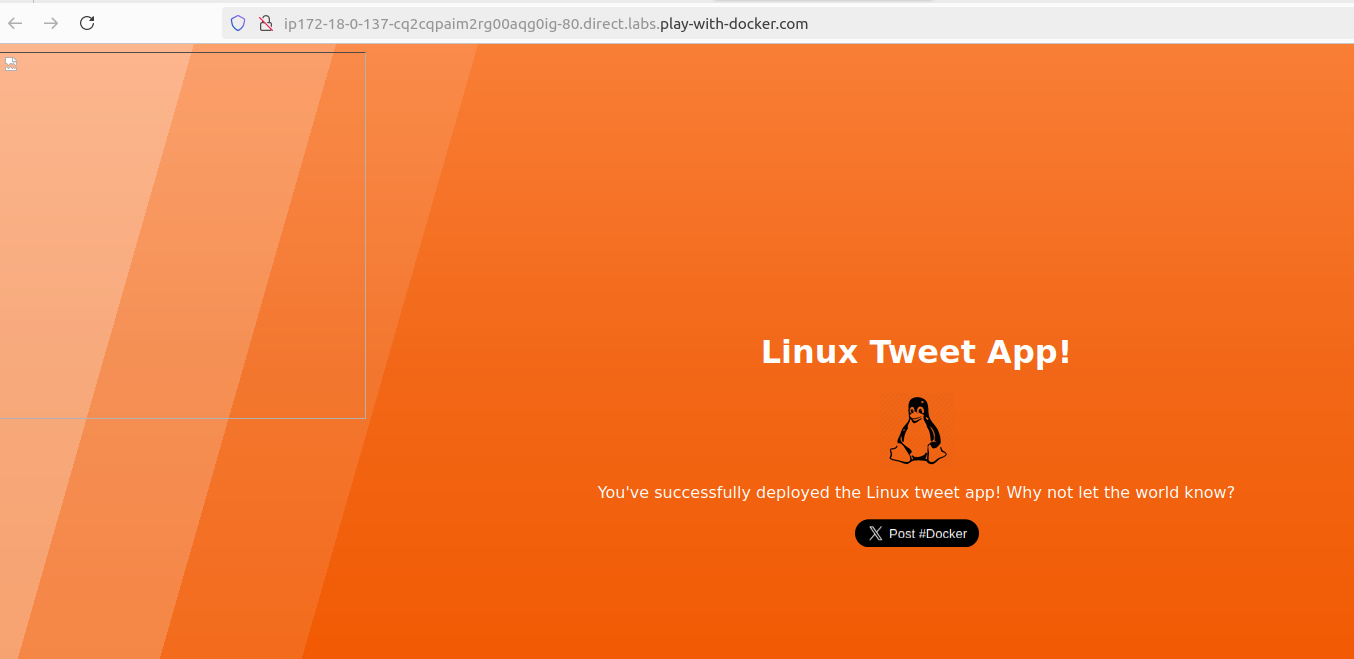 ip172-18-0-137-cq2cqpaim2rg00aqg0ig-80.direct.labs.play-with-docker.com
Linux Tweet App!
You've successfully deployed the Linux tweet app! Why not let the world know?
Post #Docker